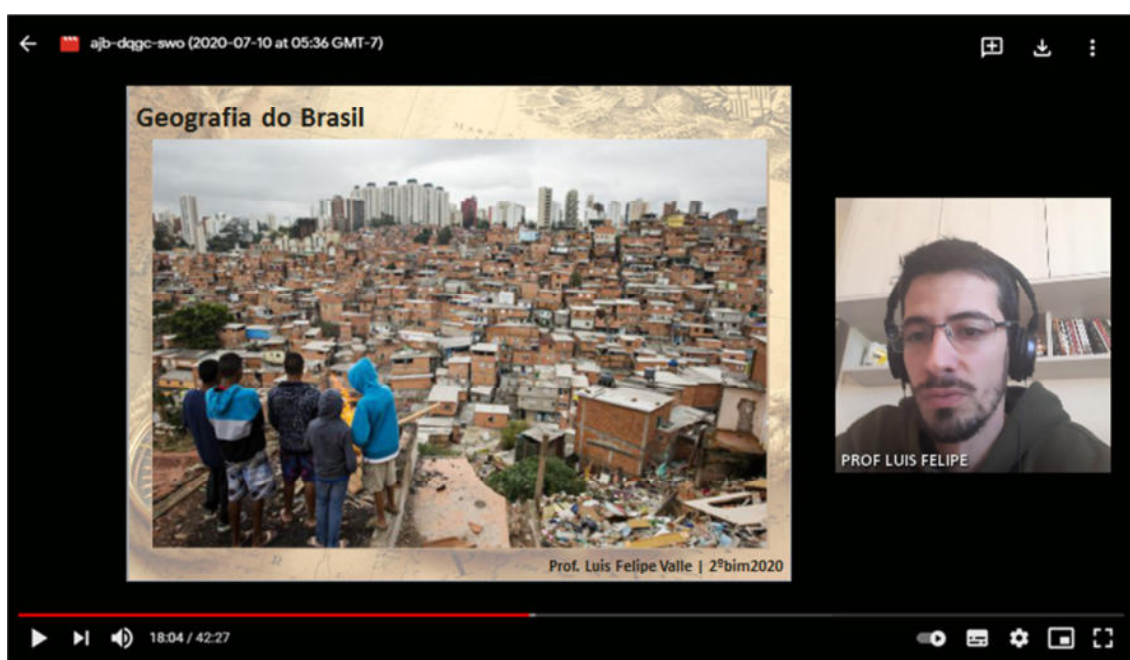 ajb-dqgc-swo (2020-07-10 at 05:36 GMT-7)
Geografia do Brasil
PROF LUIS FELIPE
Prof. Luis Felipe Valle | 2ºbim2020
18:04 / 42:27